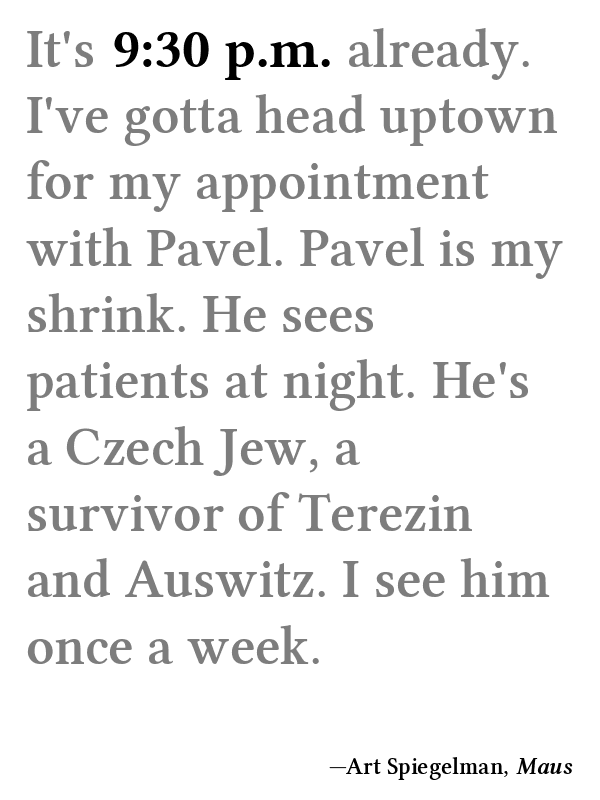 It's 9:30 p.m. already.
I've gotta head uptown
for my appointment
with Pavel. Pavel is my
shrink. He sees
patients at night. He's
a Czech Jew, a
survivor of Terezin
and Auswitz. I see him
once a week.
—Art Spiegelman, Maus